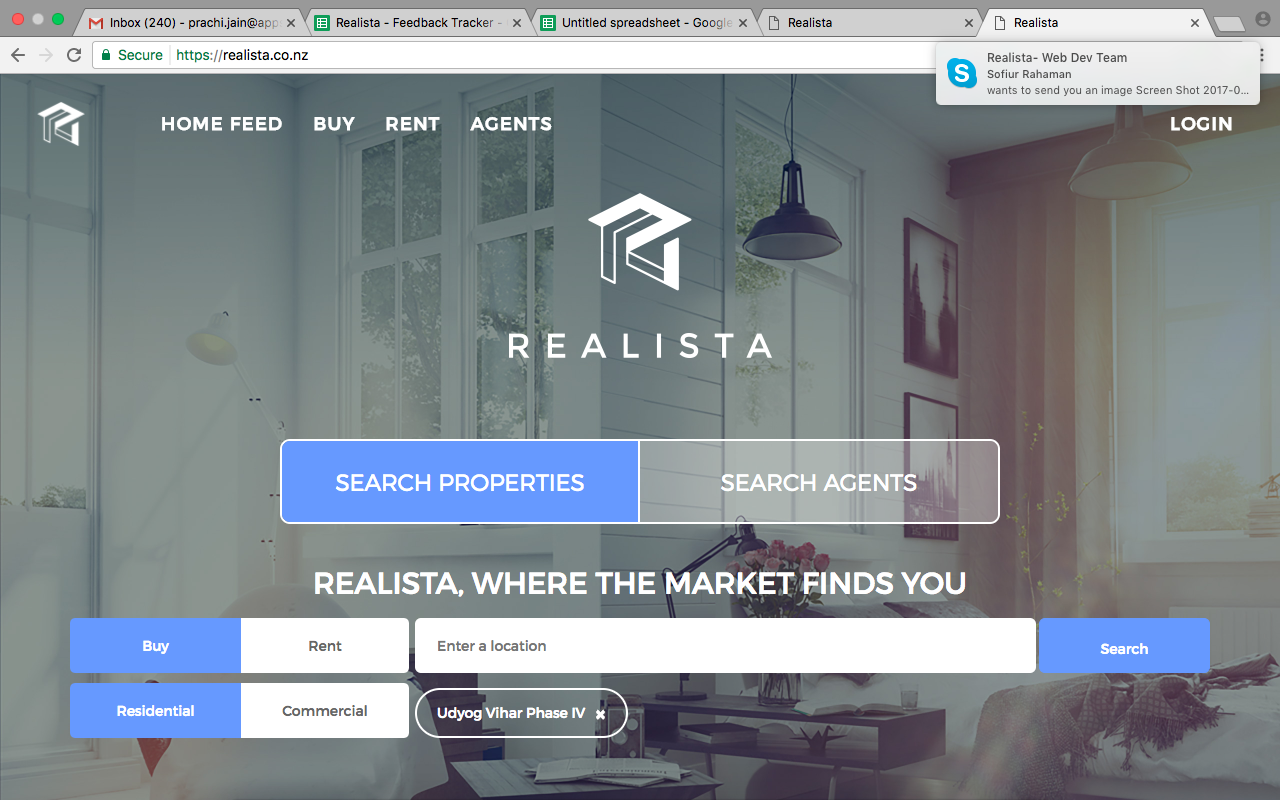 Inbox (240) - prachi.jain@app
Realista - Feedback Tracker -
Untitled spreadsheet - Google
Realista
Realista
Secure
https://realista.co.nz
Realista- Web Dev Team
Sofiur Rahaman
wants to send you an image Screen Shot 2017-0...
HOME FEED
BUY
RENT
AGENTS
LOGIN
REALISTA
SEARCH PROPERTIES
SEARCH AGENTS
REALISTA, WHERE THE MARKET FINDS YOU
Buy
Rent
Enter a location
Search
Residential
Commercial
Udyog Vihar Phase IV